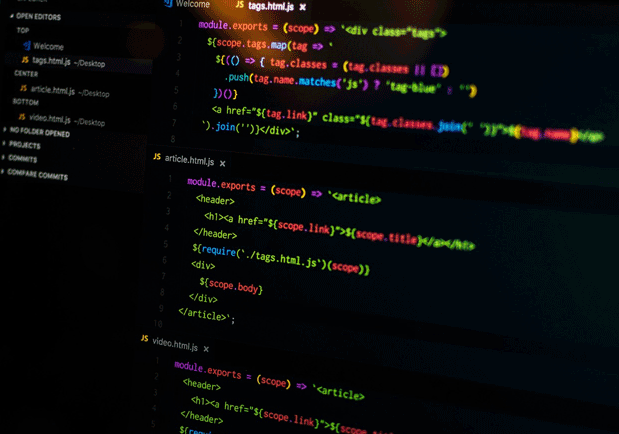 OPEN EDITORS
TOP
Welcome
JS tags.html.js ~/Desktop
CENTER
JS article.html.js ~/Desktop
BOTTOM
JS video.html.js ~/Desktop
NO FOLDER OPENED
PROJECTS
COMMITS
COMPARE COMMITS
Welcome
JS tags.html.js ×
module.exports = (scope) => `<div class="tags">
2 ${scope.tags.map(tag => `
3 ${(() => { tag.classes = (tag.classes || [])
4 .push(tag.name.matches('js') ? 'tag-blue' : '')
5 })()}
6 <a href="${tag.link}" class="${tag.classes.join(' ')}">${tag.name}</a>
7 `).join('')}</div>`;
8
JS article.html.js ×
1 module.exports = (scope) => `<article>
2 <header>
3 <h1><a href="${scope.link}">${scope.title}</a></h1>
4 </header>
5 ${require('./tags.html.js')(scope)}
6 <div>
7 ${scope.body}
8 </div>
9 </article>`;
10
JS video.html.js ×
1 module.exports = (scope) => `<article>
2 <header>
3 <h1><a href="${scope.link}">${scope
4 </header>
5 ${require